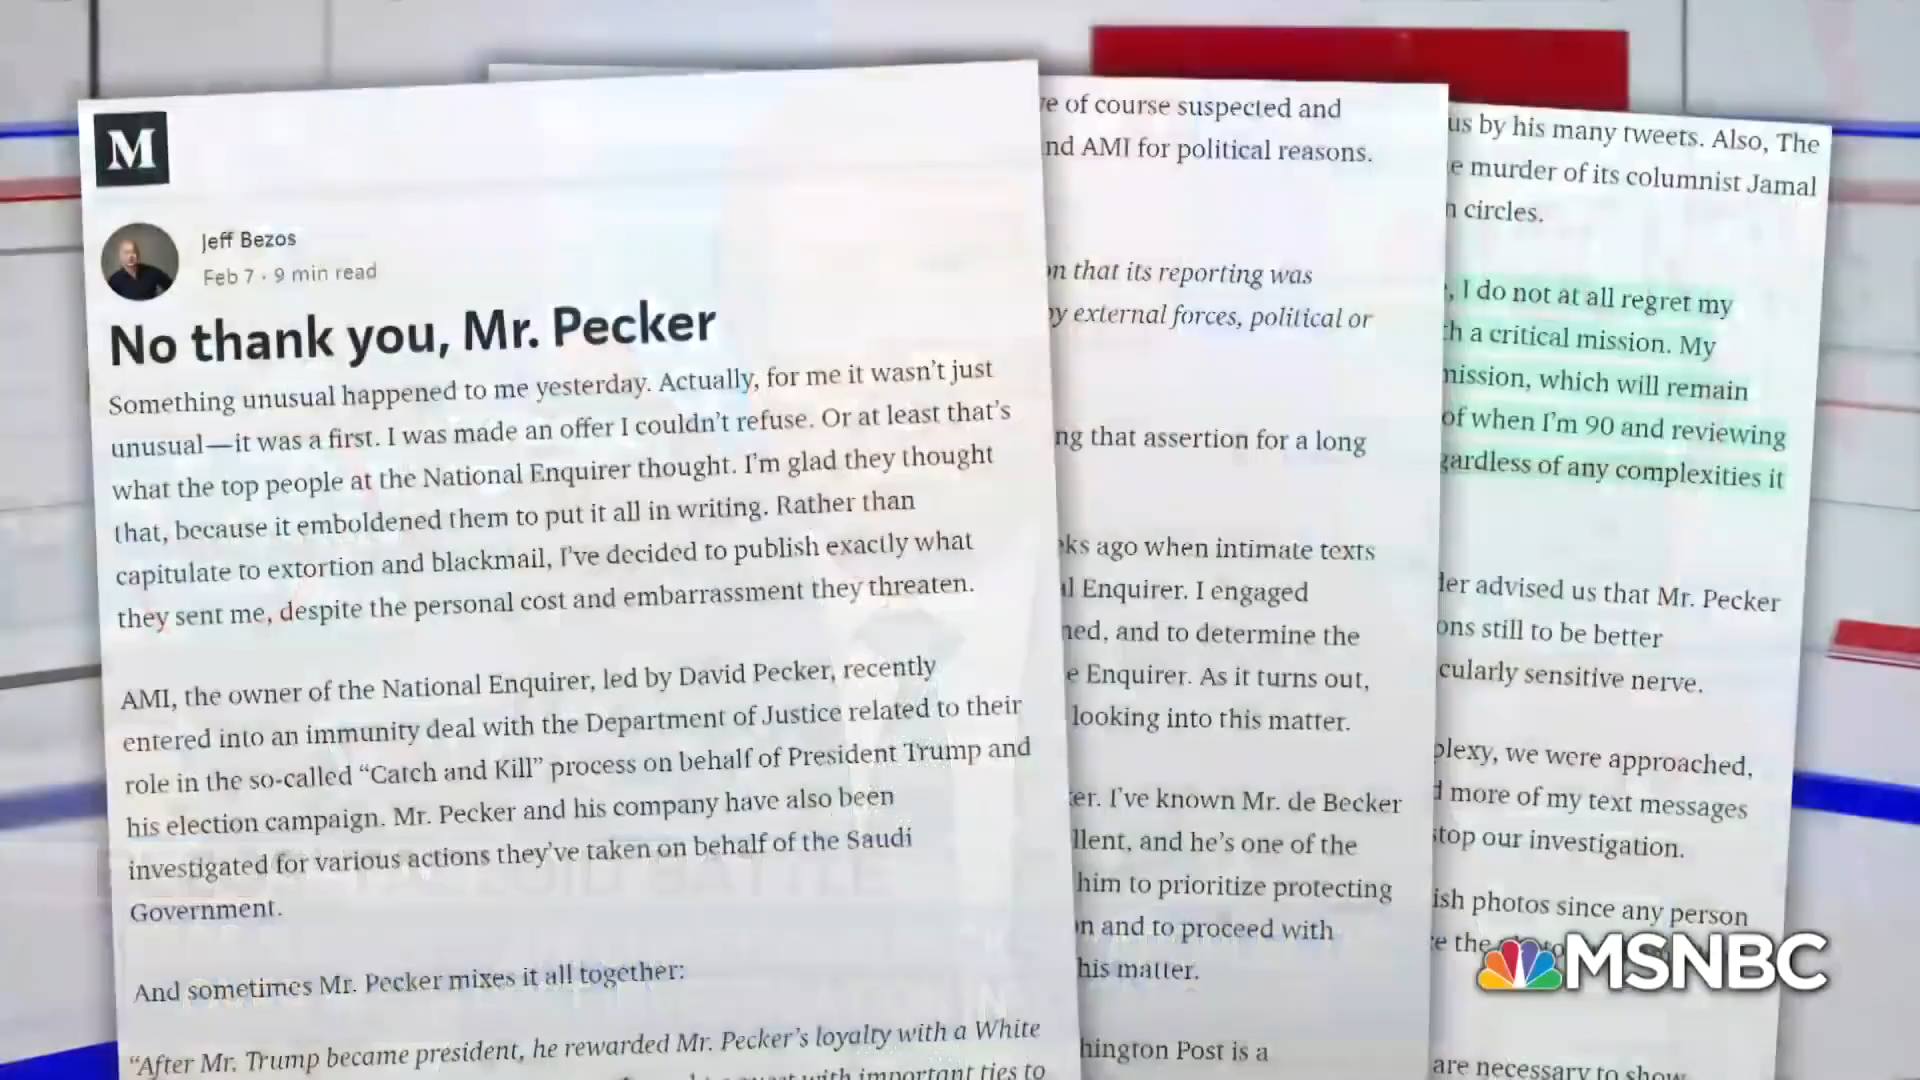 M
Jeff Bezos
Feb 7 · 9 min read
No thank you, Mr. Pecker
Something unusual happened to me yesterday. Actually, for me it wasn't just
unusual—it was a first. I was made an offer I couldn't refuse. Or at least that's
what the top people at the National Enquirer thought. I'm glad they thought
that, because it emboldened them to put it all in writing. Rather than
capitulate to extortion and blackmail, I've decided to publish exactly what
they sent me, despite the personal cost and embarrassment they threaten.
AMI, the owner of the National Enquirer, led by David Pecker, recently
entered into an immunity deal with the Department of Justice related to their
role in the so-called “Catch and Kill” process on behalf of President Trump and
his election campaign. Mr. Pecker and his company have also been
investigated for various actions they've taken on behalf of the Saudi
Government.
And sometimes Mr. Pecker mixes it all together:
“After Mr. Trump became president, he rewarded Mr. Pecker's loyalty with a White
with important ties to
of course suspected and
AMI for political reasons.
that its reporting was
external forces, political or
that assertion for a long
ago when intimate texts
Enquirer. I engaged
and to determine the
Enquirer. As it turns out,
looking into this matter.
I've known Mr. de Becker
and he's one of the
him to prioritize protecting
and to proceed with
his matter.
Post is a
us by his many tweets. Also, The
murder of its columnist Jamal
circles.
, I do not at all regret my
a critical mission. My
which will remain
of when I'm 90 and reviewing
of any complexities it
advised us that Mr. Pecker
still to be better
sensitive nerve.
we were approached,
more of my text messages
stop our investigation.
photos since any person
the
are necessary to show
MSNBC